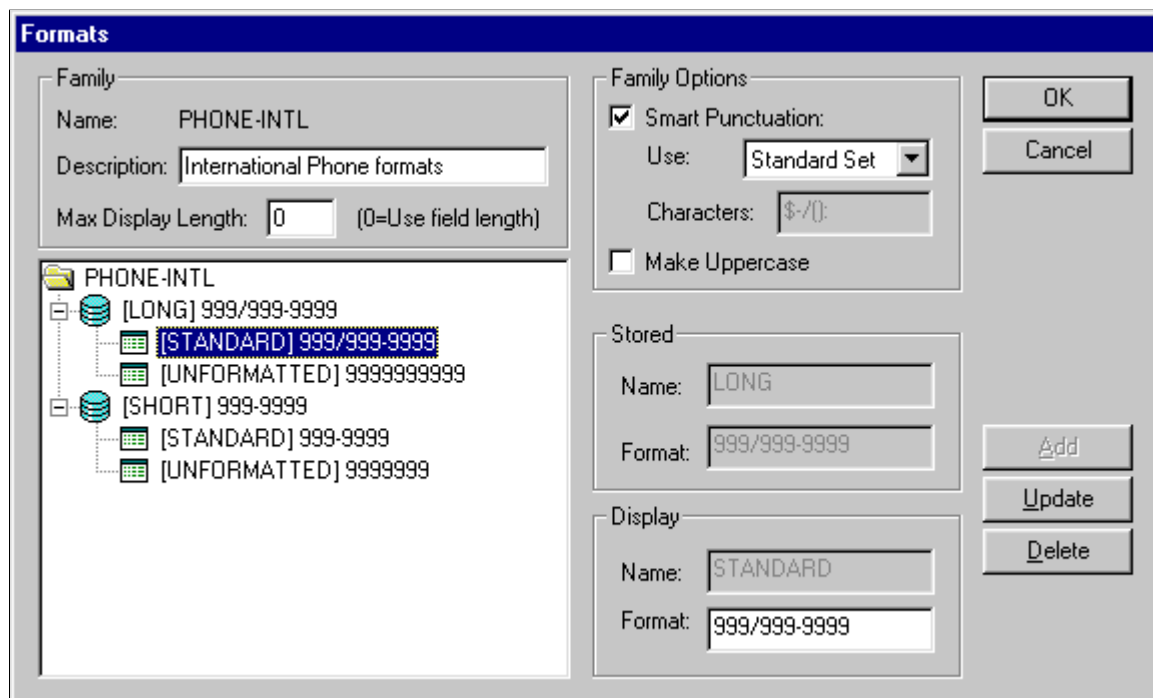 Formats
Family
Name: PHONE-INTL
Description: International Phone formats
Max Display Length: 0 (0=Use field length)
PHONE-INTL
[LONG] 999/999-9999
[STANDARD] 999/999-9999
[UNFORMATTED] 9999999999
[SHORT] 999-9999
[STANDARD] 999-9999
[UNFORMATTED] 9999999
Family Options
Smart Punctuation:
Use: Standard Set
Characters: $-/():
Make Uppercase
Stored
Name: LONG
Format: 999/999-9999
Display
Name: STANDARD
Format: 999/999-9999
OK
Cancel
Add
Update
Delete